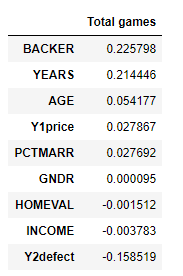 Total games
BACKER 0.225798
YEARS 0.214446
AGE 0.054177
Y1price 0.027867
PCTMARR 0.027692
GNDR 0.000095
HOMEVAL -0.001512
INCOME -0.003783
Y2defect -0.158519